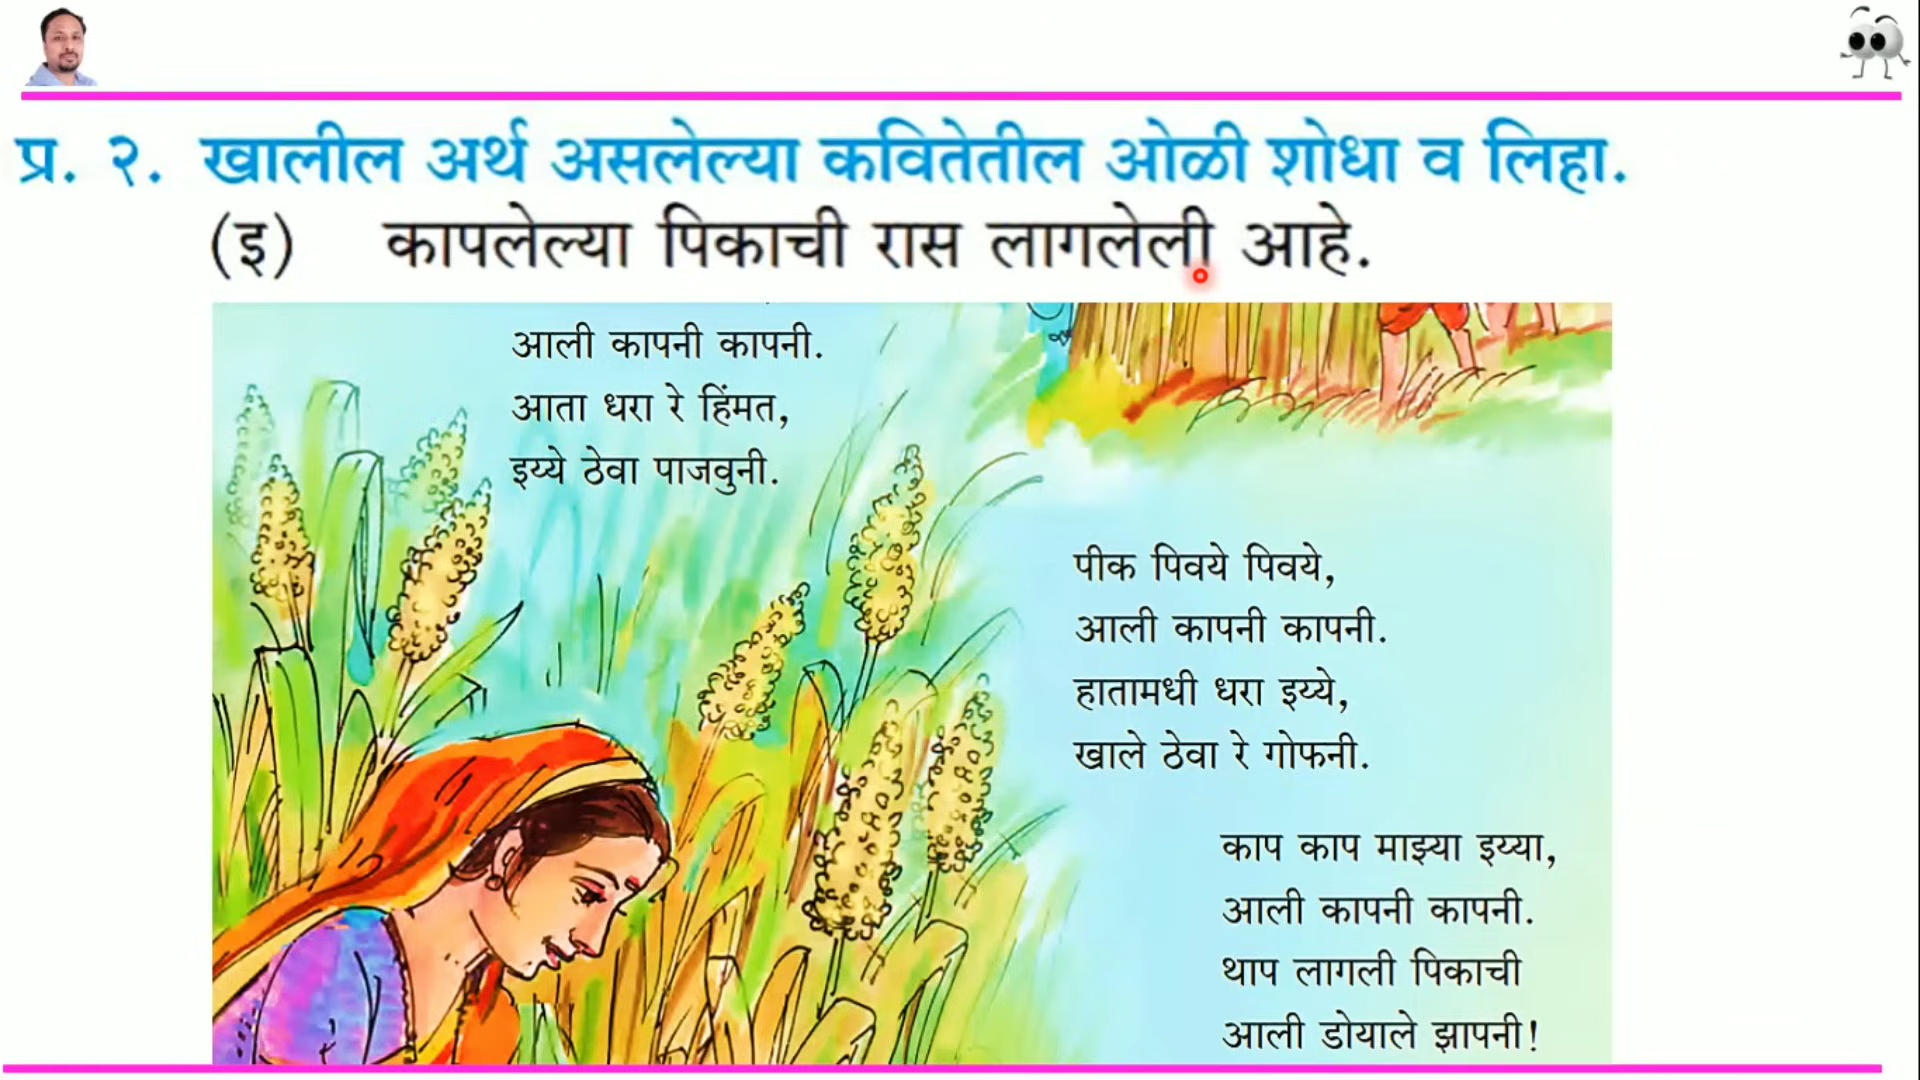 प्र. २. खालील अर्थ असलेल्या कवितेतील ओळी शोधा व लिहा.
(इ) कापलेल्या पिकाची रास लागलेली आहे.
आली कापनी कापनी.
आता धरा रे हिंमत,
इय्ये ठेवा पाजवुनी.
पीक पिवये पिवये,
आली कापनी कापनी.
हातामधी धरा इय्ये,
खाले ठेवा रे गोफनी.
काप काप माझ्या इय्या,
आली कापनी कापनी.
थाप लागली पिकाची
आली डोयाले झापनी!